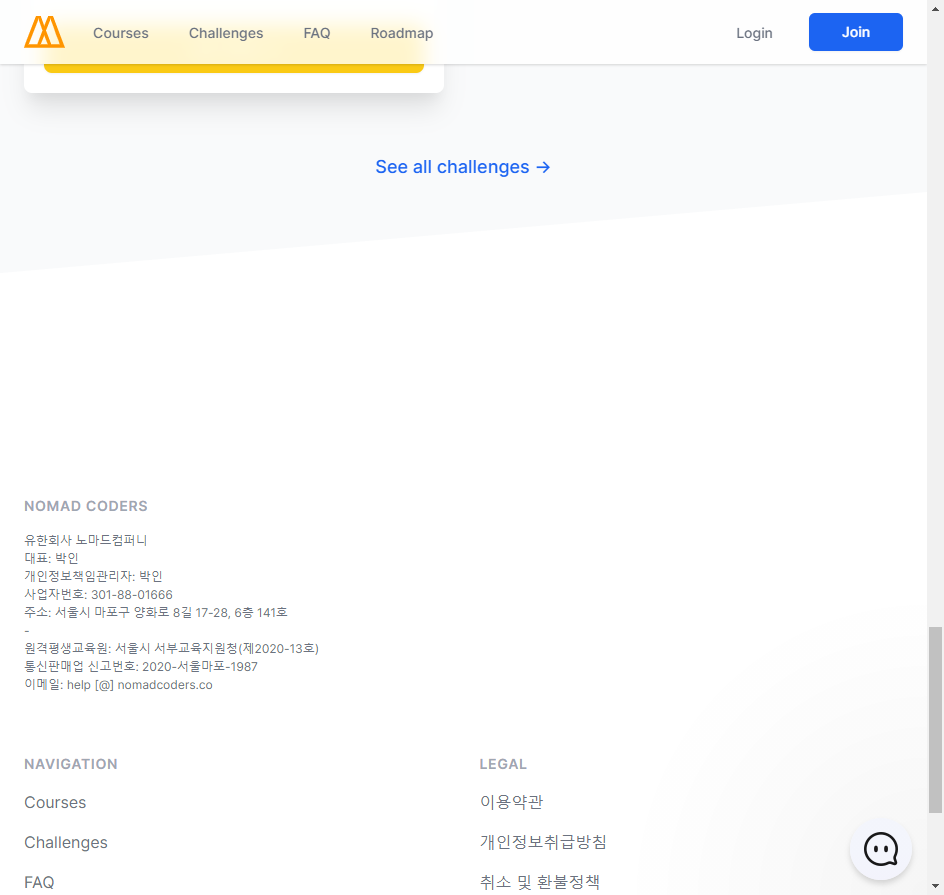 Courses
Challenges
FAQ
Roadmap
Login
Join
See all challenges →
NOMAD CODERS
유한회사 노마드컴퍼니
대표: 박인
개인정보책임관리자: 박인
사업자번호: 301-88-01666
주소: 서울시 마포구 양화로 8길 17-28, 6층 141호
-
원격평생교육원: 서울시 서부교육지원청(제2020-13호)
통신판매업 신고번호: 2020-서울마포-1987
이메일: help [@] nomadcoders.co
NAVIGATION
Courses
Challenges
FAQ
LEGAL
이용약관
개인정보취급방침
취소 및 환불정책